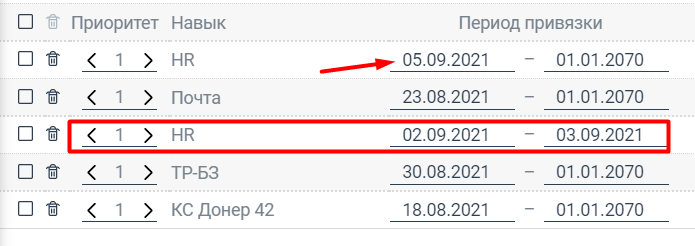 Приоритет Навык Период привязки
1 HR 05.09.2021 – 01.01.2070
1 Почта 23.08.2021 – 01.01.2070
1 HR 02.09.2021 – 03.09.2021
1 ТР-БЗ 30.08.2021 – 01.01.2070
1 КС Донер 42 18.08.2021 – 01.01.2070